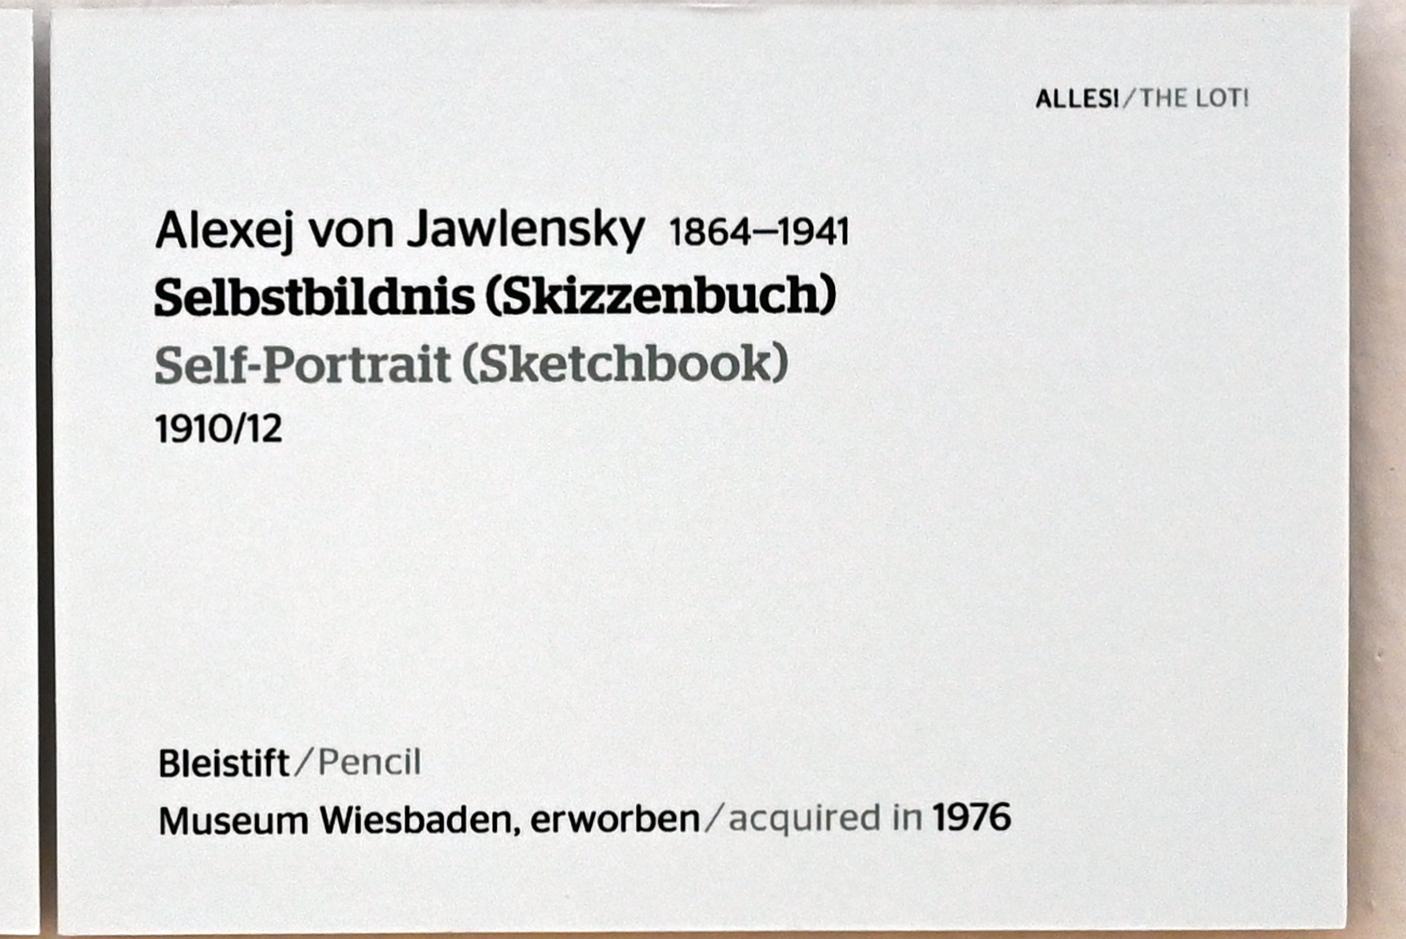 ALLES!/THE LOT!
Alexej von Jawlensky 1864–1941
Selbstbildnis (Skizzenbuch)
Self-Portrait (Sketchbook)
1910/12
Bleistift/Pencil
Museum Wiesbaden, erworben/acquired in 1976